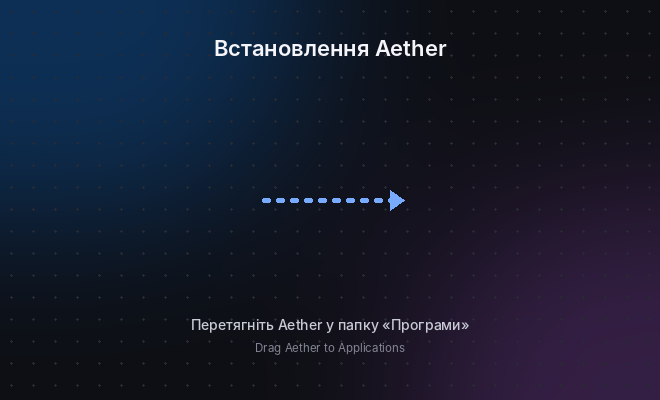 Встановлення Aether
Перетягніть Aether у папку «Програми»
Drag Aether to Applications